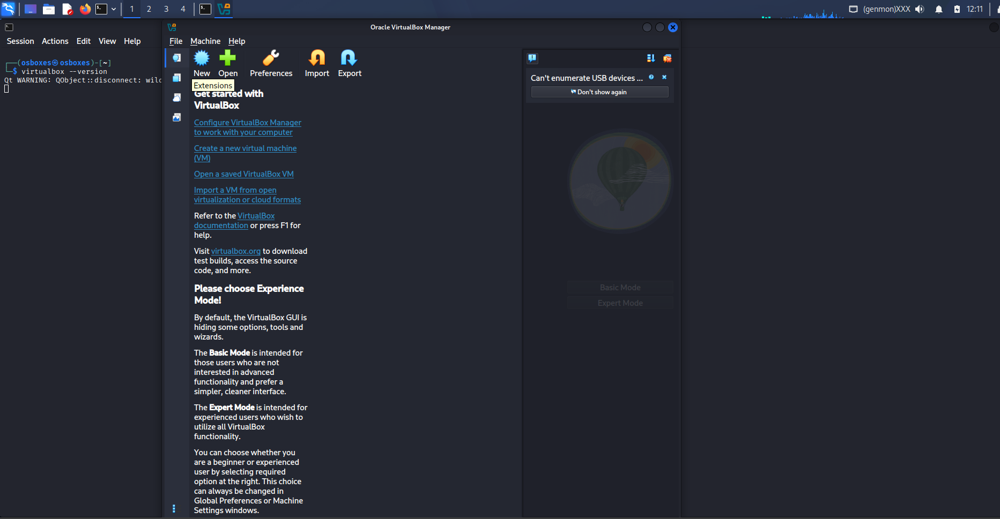 1 2 3 4
(genmon)XXX 12:11
Session Actions Edit View Help
(osboxes㉿osboxes)-[~]
$ virtualbox --version
Qt WARNING: QObject::disconnect: wild
Oracle VirtualBox Manager
File Machine Help
New Open Preferences Import Export
Extensions
Get started with
VirtualBox
Configure VirtualBox Manager
to work with your computer
Create a new virtual machine
(VM)
Open a saved VirtualBox VM
Import a VM from open
virtualization or cloud formats
Refer to the VirtualBox
documentation or press F1 for
help.
Visit virtualbox.org to download
test builds, access the source
code, and more.
Please choose Experience
Mode!
By default, the VirtualBox GUI is
hiding some options, tools and
wizards.
The Basic Mode is intended for
those users who are not
interested in advanced
functionality and prefer a
simpler, cleaner interface.
The Expert Mode is intended for
experienced users who wish to
utilize all VirtualBox
functionality.
You can choose whether you
are a beginner or experienced
user by selecting required
option at the right. This choice
can always be changed in
Global Preferences or Machine
Settings windows.
Can't enumerate USB devices ...
Don't show again
Basic Mode
Expert Mode